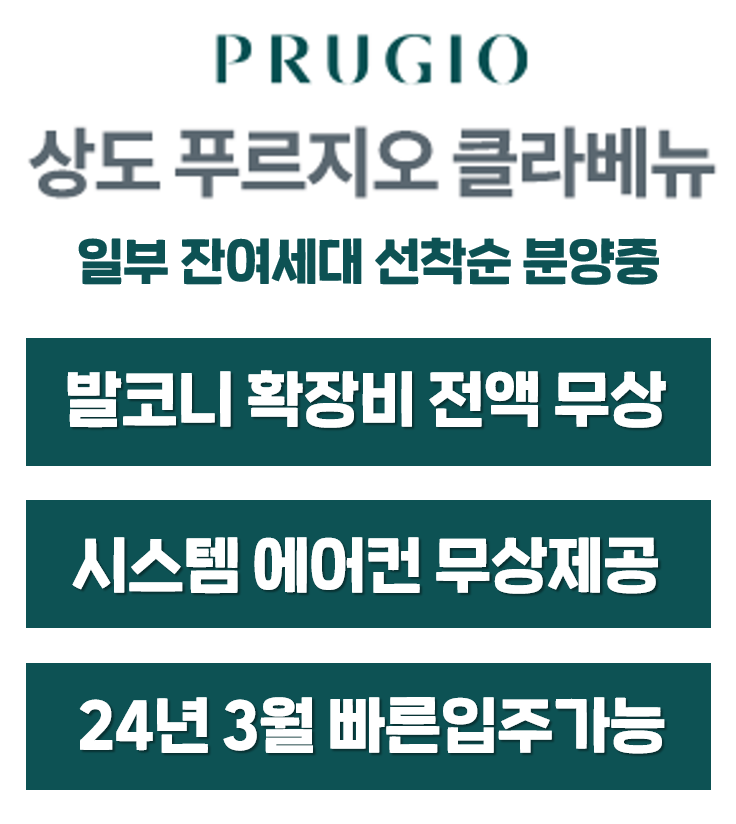 PRUGIO
상도 푸르지오 클라베뉴
일부 잔여세대 선착순 분양중
발코니 확장비 전액 무상
시스템 에어컨 무상제공
24년 3월 빠른입주가능